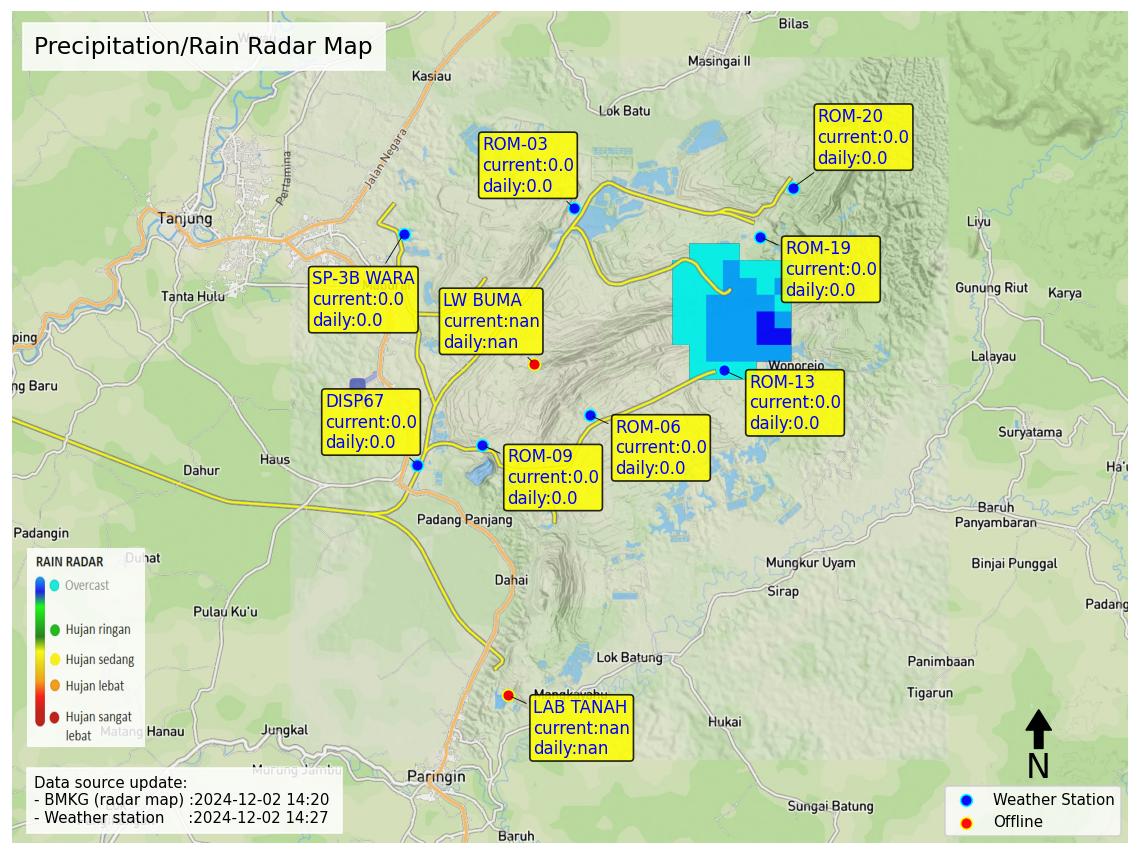 Precipitation/Rain Radar Map
Bilas
Masingai II
Kasiau
Lok Batu
Jalan Negara
Pertamina
Tanjung
Tanta Hulu
ROM-20
current:0.0
daily:0.0
ROM-03
current:0.0
daily:0.0
ROM-19
current:0.0
daily:0.0
SP-3B WARA
current:0.0
daily:0.0
LW BUMA
current:nan
daily:nan
Liyu
Gunung Riut
Karya
Lalayau
ping
ng Baru
Wonorejo
ROM-13
current:0.0
daily:0.0
DISP67
current:0.0
daily:0.0
ROM-06
current:0.0
daily:0.0
ROM-09
current:0.0
daily:0.0
Suryatama
Ha'u
Haus
Dahur
Padang Panjang
Baruh
Panyambaran
Padangin
Duhat
Binjai Punggal
Mungkur Uyam
Sirap
Padang
Dahai
Pulau Ku'u
RAIN RADAR
Overcast
Hujan ringan
Hujan sedang
Hujan lebat
Hujan sangat
lebat
Lok Batung
Panimbaan
Tigarun
Hukai
LAB TANAH
current:nan
daily:nan
Manau
Jungkal
Paringin
Sungai Batung
Baruh
N
Data source update:
- BMKG (radar map) :2024-12-02 14:20
- Weather station :2024-12-02 14:27
Weather Station
Offline